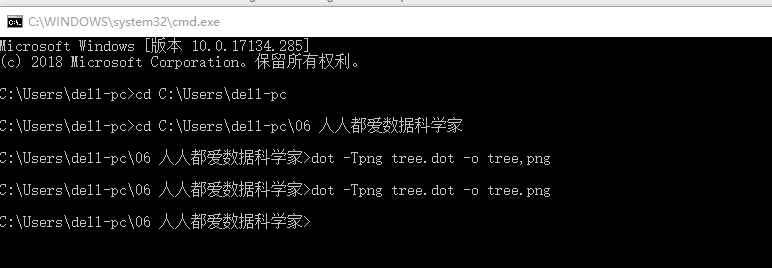 C:\WINDOWS\system32\cmd.exe
Microsoft Windows [版本 10.0.17134.285]
(c) 2018 Microsoft Corporation。保留所有权利。
C:\Users\dell-pc>cd C:\Users\dell-pc
C:\Users\dell-pc>cd C:\Users\dell-pc\06 人人都爱数据科学家
C:\Users\dell-pc\06 人人都爱数据科学家>dot -Tpng tree.dot -o tree,png
C:\Users\dell-pc\06 人人都爱数据科学家>dot -Tpng tree.dot -o tree.png
C:\Users\dell-pc\06 人人都爱数据科学家>